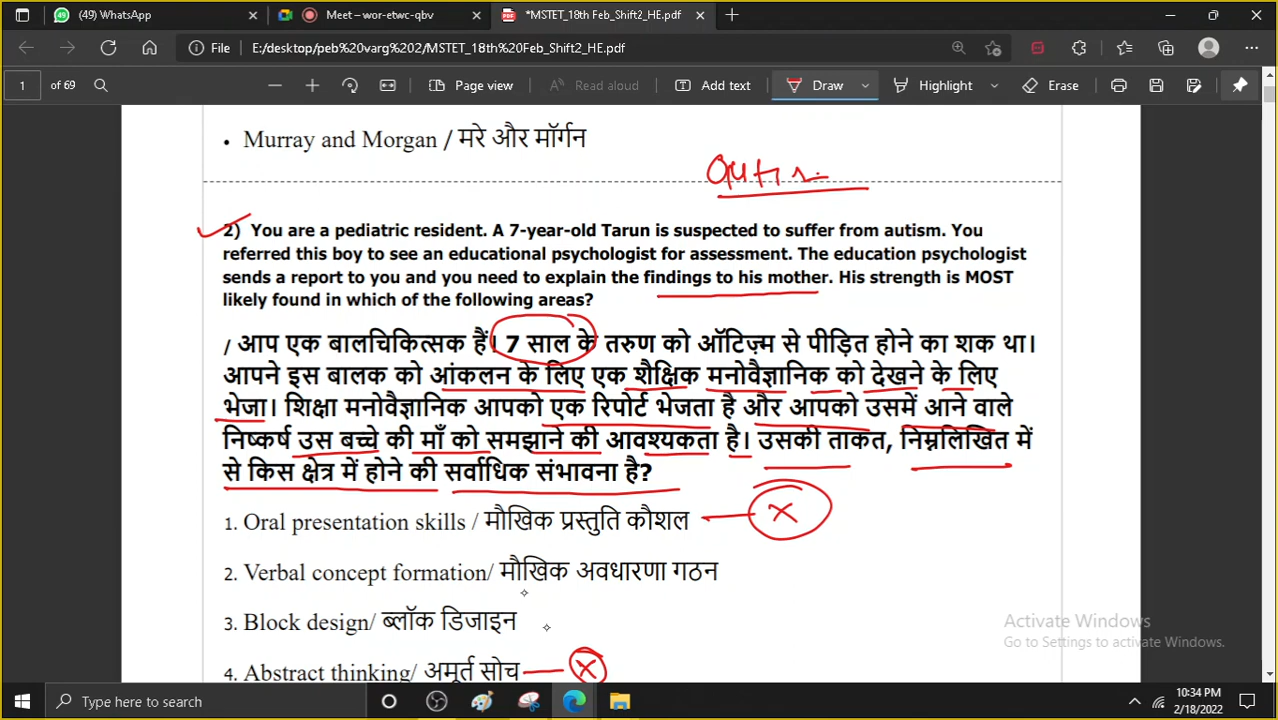 (49) WhatsApp
Meet – wor-etwc-qbv
*MSTET_18th Feb_Shift2_HE.pdf
File
E:/desktop/peb%20varg%202/MSTET_18th%20Feb_Shift2_HE.pdf
1
of 69
Page view
Read aloud
Add text
Draw
Highlight
Erase
• Murray and Morgan / मरे और मॉर्गन
2) You are a pediatric resident. A 7-year-old Tarun is suspected to suffer from autism. You
referred this boy to see an educational psychologist for assessment. The education psychologist
sends a report to you and you need to explain the findings to his mother. His strength is MOST
likely found in which of the following areas?
/ आप एक बालचिकित्सक हैं। 7 साल के तरुण को ऑटिज़्म से पीड़ित होने का शक था।
आपने इस बालक को आंकलन के लिए एक शैक्षिक मनोवैज्ञानिक को देखने के लिए
भेजा। शिक्षा मनोवैज्ञानिक आपको एक रिपोर्ट भेजता है और आपको उसमें आने वाले
निष्कर्ष उस बच्चे की माँ को समझाने की आवश्यकता है। उसकी ताकत, निम्नलिखित में
से किस क्षेत्र में होने की सर्वाधिक संभावना है?
1. Oral presentation skills / मौखिक प्रस्तुति कौशल
2. Verbal concept formation/ मौखिक अवधारणा गठन
3. Block design/ ब्लॉक डिजाइन
4. Abstract thinking/ अमूर्त सोच
Activate Windows
Go to Settings to activate Windows.
Type here to search
10:34 PM
2/18/2022